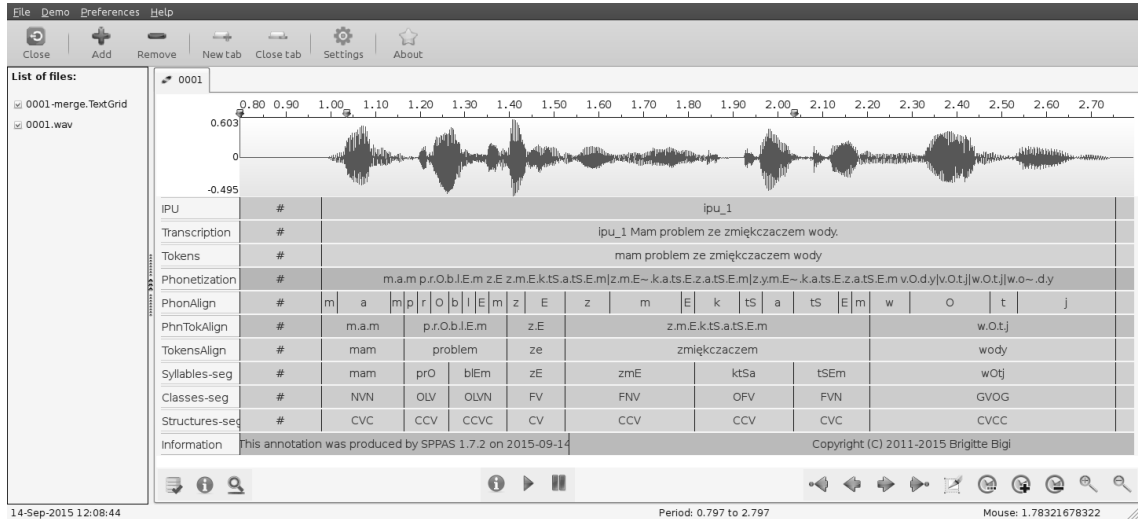 File Demo Preferences Help
Close Add Remove New tab Close tab Settings About
List of files:
0001-merge.TextGrid
0001.wav
0001
0.80 0.90 1.00 1.10 1.20 1.30 1.40 1.50 1.60 1.70 1.80 1.90 2.00 2.10 2.20 2.30 2.40 2.50 2.60 2.70
0.603
0
-0.495
IPU # ipu_1
Transcription # ipu_1 Mam problem ze zmiękczaczem wody.
Tokens # mam problem ze zmiękczaczem wody
Phonetization # m.a.m p.r.O.b.l.E.m z.E z.m.E.k.tS.a.tS.E.m|z.m.E~.k.a.ts.E.z.a.tS.E.m|z.y.m.E~.k.a.ts.E.z.a.tS.E.m v.O.d.y|v.O.t.j|w.O.t.j|w.o~.d.y
PhonAlign # m a m p r O b l E m z E z m E k tS a tS E m w O t j
PhnTokAlign # m.a.m p.r.O.b.l.E.m z.E z.m.E.k.tS.a.tS.E.m w.O.t.j
TokensAlign # mam problem ze zmiękczaczem wody
Syllables-seg # mam prO blEm zE zmE ktSa tSEm wOtj
Classes-seg # NVN OLV OLVN FV FNV OFV FVN GVOG
Structures-seg # CVC CCV CCVC CV CCV CCV CVC CVCC
Information This annotation was produced by SPPAS 1.7.2 on 2015-09-14 Copyright (C) 2011-2015 Brigitte Bigi
14-Sep-2015 12:08:44 Period: 0.797 to 2.797 Mouse: 1.78321678322